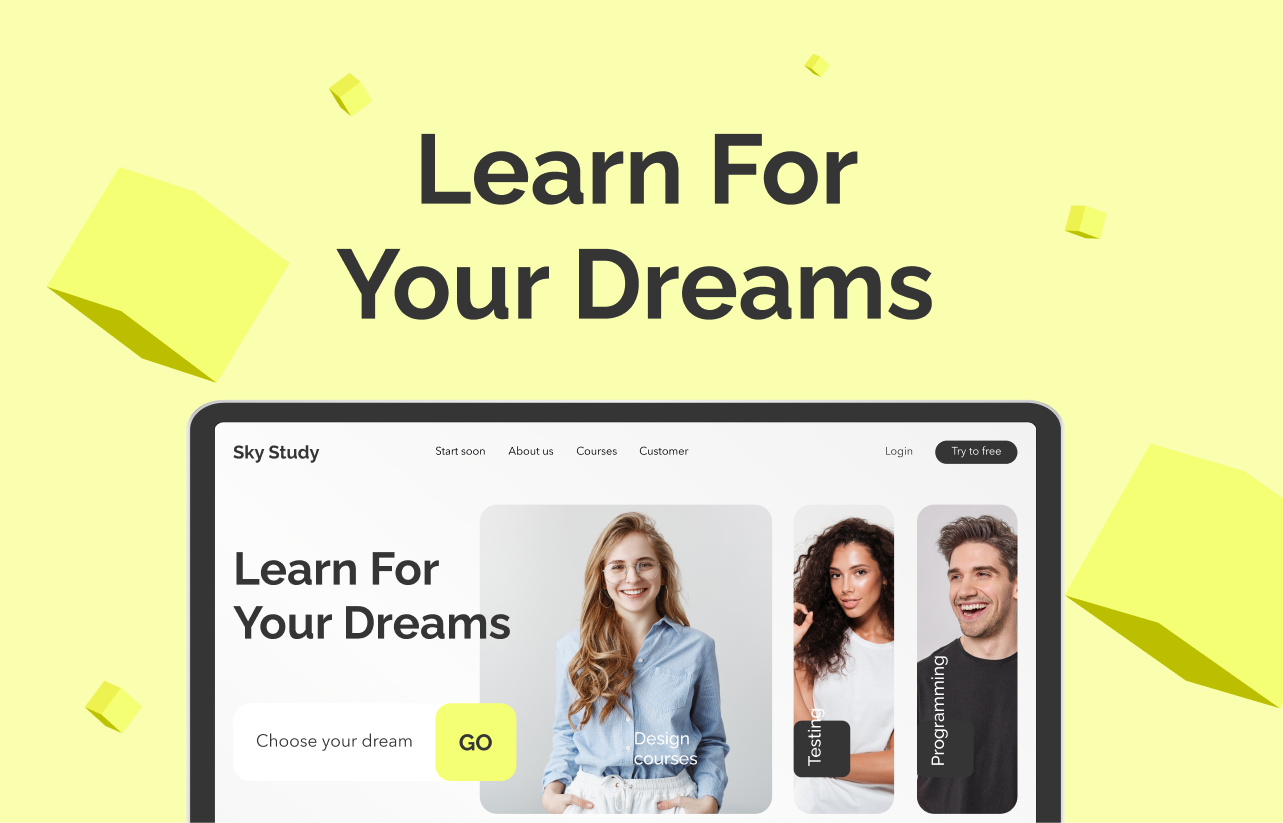 Learn For
Your Dreams
Sky Study
Start soon
About us
Courses
Customer
Login
Try to free
Learn For
Your Dreams
Choose your dream
GO
Design
courses
Testing
Programming